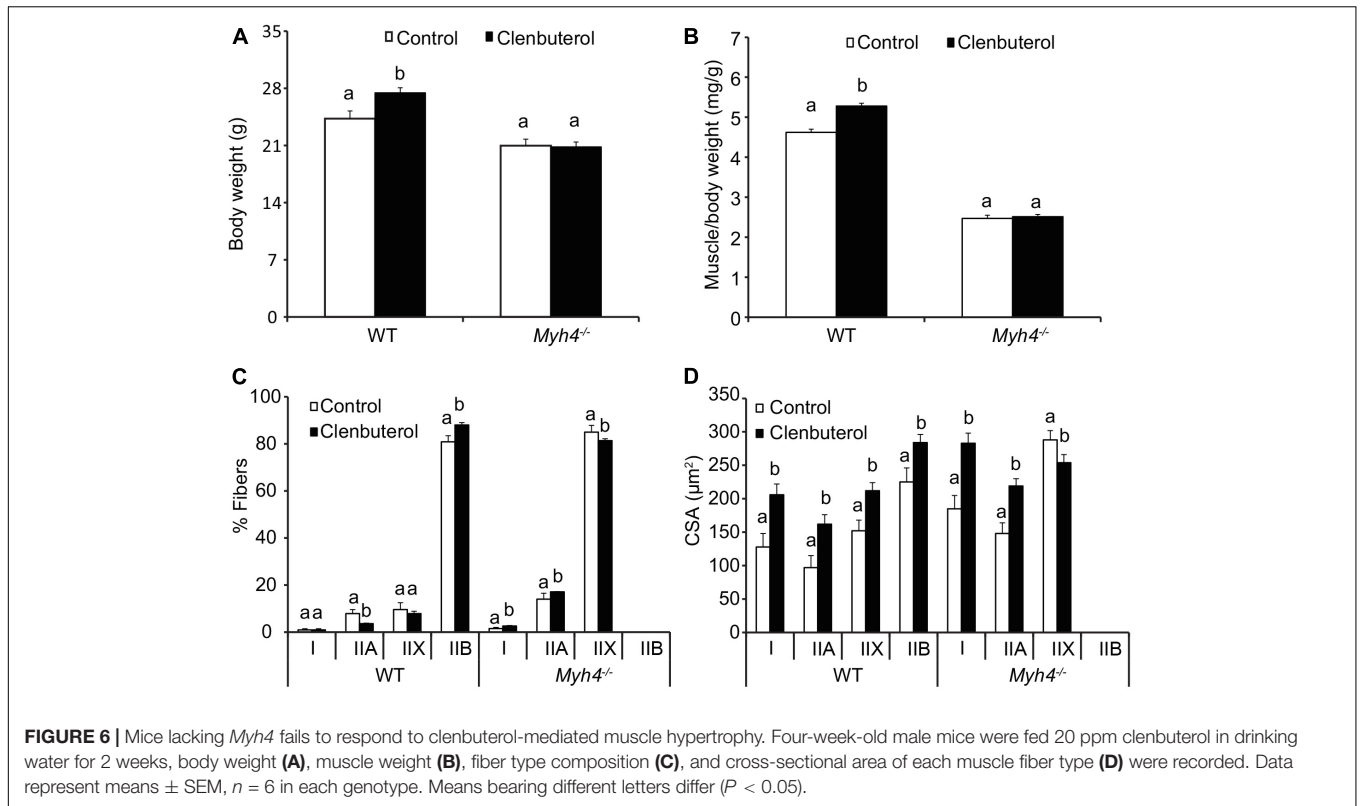 A
35
28
21
14
7
0
Body weight (g)
Control Clenbuterol
a b a a
WT Myh4-/-
B
7
6
5
4
3
2
1
0
Muscle/body weight (mg/g)
Control Clenbuterol
a b a a
WT Myh4-/-
C
100
80
60
40
20
0
% Fibers
Control
Clenbuterol
a a a b a a a b a b a b a b
I IIA IIX IIB I IIA IIX IIB
WT Myh4-/-
D
350
300
250
200
150
100
50
0
CSA (µm²)
Control
Clenbuterol
a b a b a b a b a b a b a b
I IIA IIX IIB I IIA IIX IIB
WT Myh4-/-
FIGURE 6 | Mice lacking Myh4 fails to respond to clenbuterol-mediated muscle hypertrophy. Four-week-old male mice were fed 20 ppm clenbuterol in drinking
water for 2 weeks, body weight (A), muscle weight (B), fiber type composition (C), and cross-sectional area of each muscle fiber type (D) were recorded. Data
represent means ± SEM, n = 6 in each genotype. Means bearing different letters differ (P < 0.05).